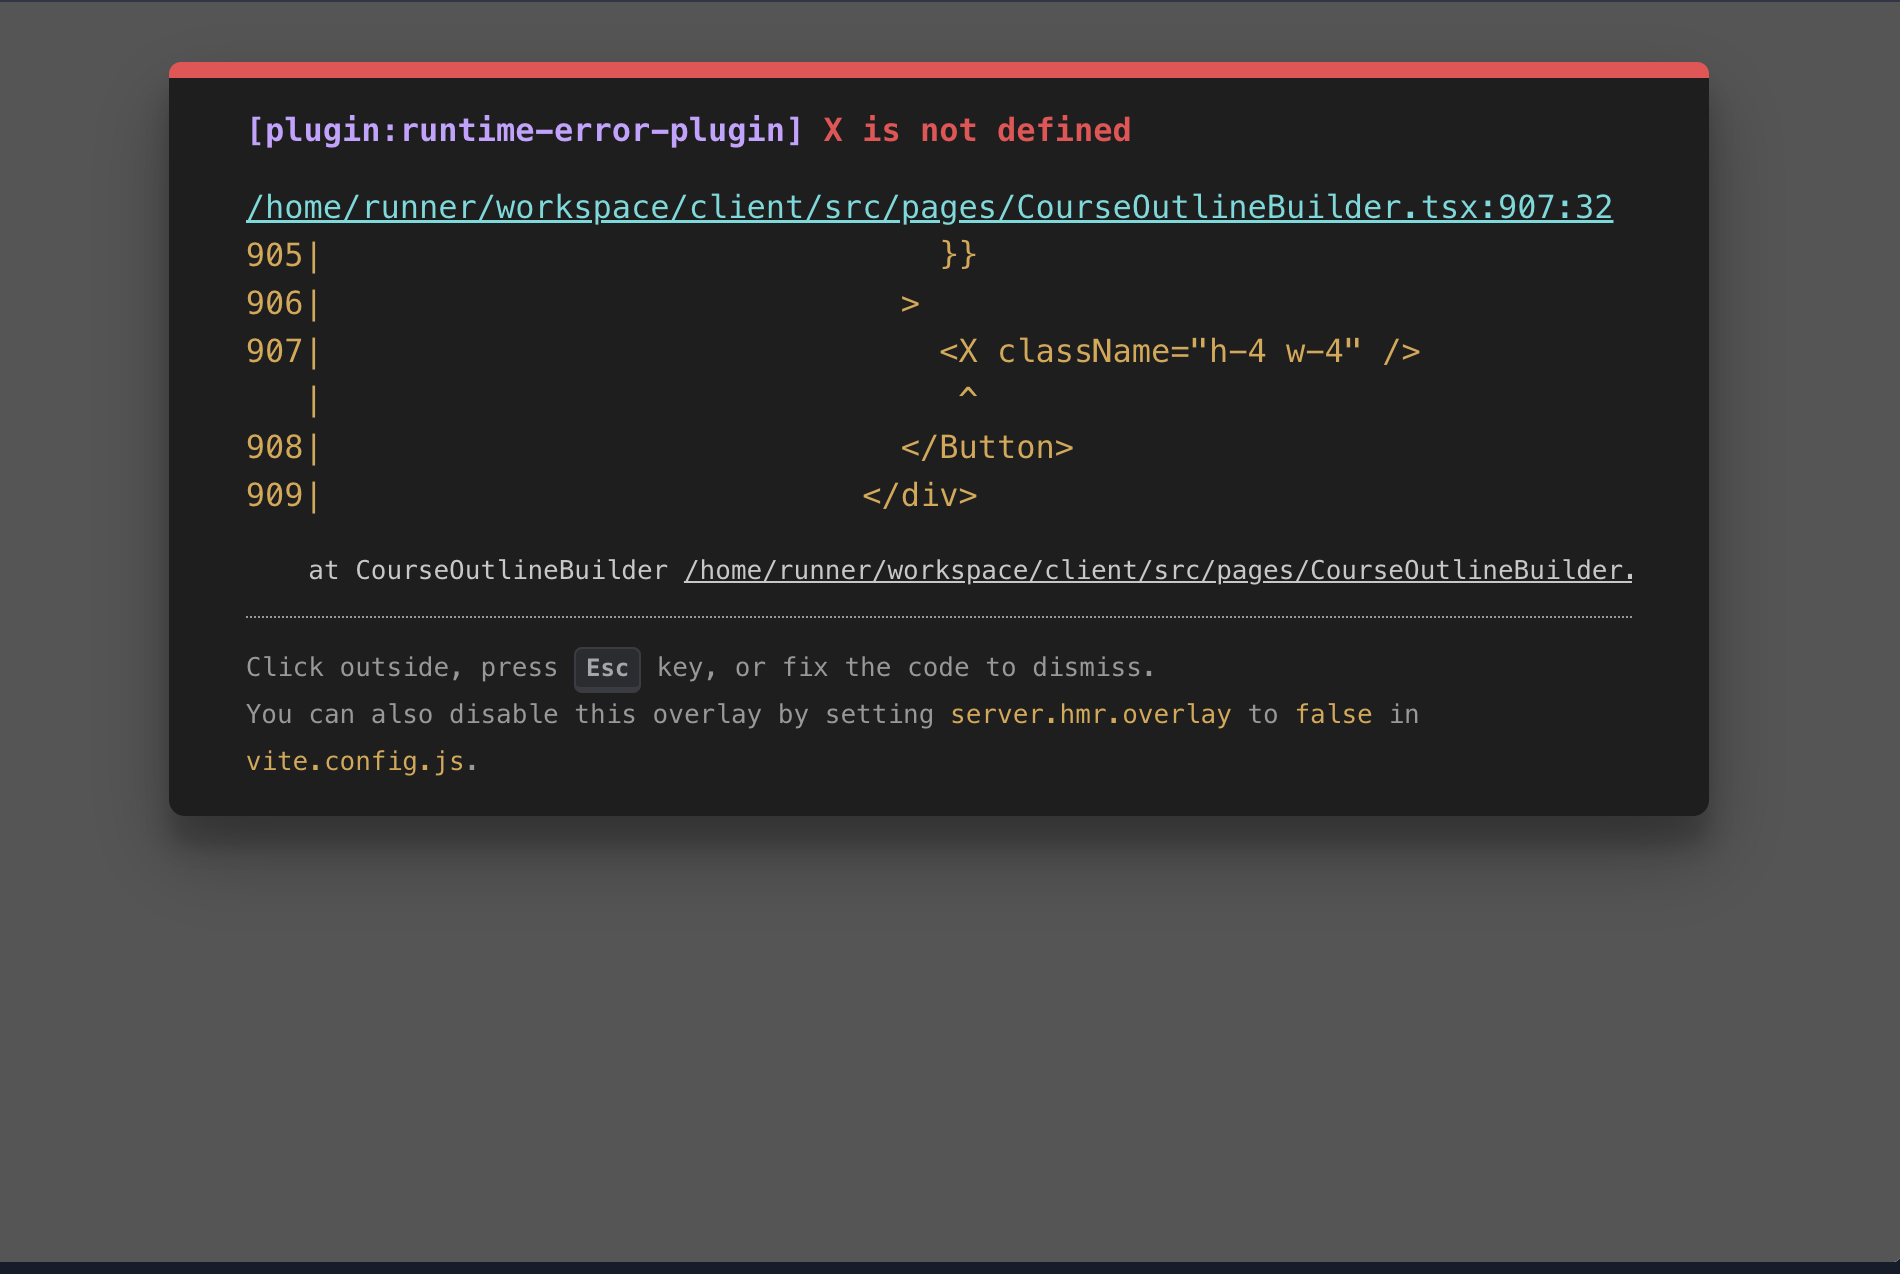 [plugin:runtime-error-plugin] X is not defined
/home/runner/workspace/client/src/pages/CourseOutlineBuilder.tsx:907:32
905|                                }}
906|                              >
907|                                <X className="h-4 w-4" />
   |                                 ^
908|                              </Button>
909|                            </div>
at CourseOutlineBuilder /home/runner/workspace/client/src/pages/CourseOutlineBuilder.
Click outside, press Esc key, or fix the code to dismiss.
You can also disable this overlay by setting server.hmr.overlay to false in
vite.config.js.